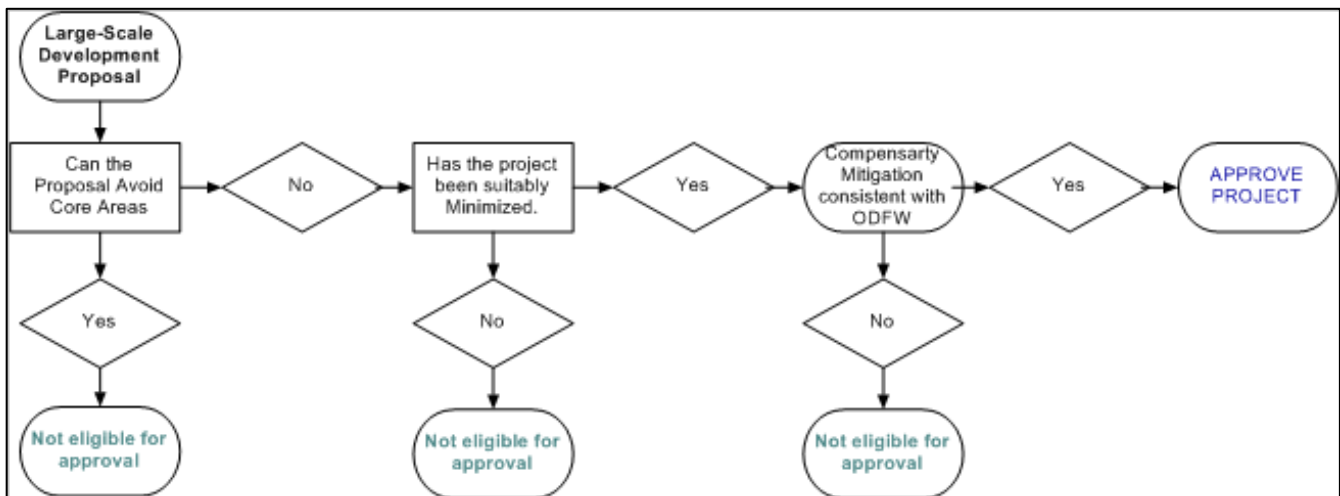 Large-Scale
Development
Proposal
Can the
Proposal Avoid
Core Areas
No
Has the project
been suitably
Minimized.
Yes
Compensarty
Mitigation
consistent with
ODFW
Yes
APPROVE
PROJECT
Yes
No
No
Not eligible for
approval
Not eligible for
approval
Not eligible for
approval